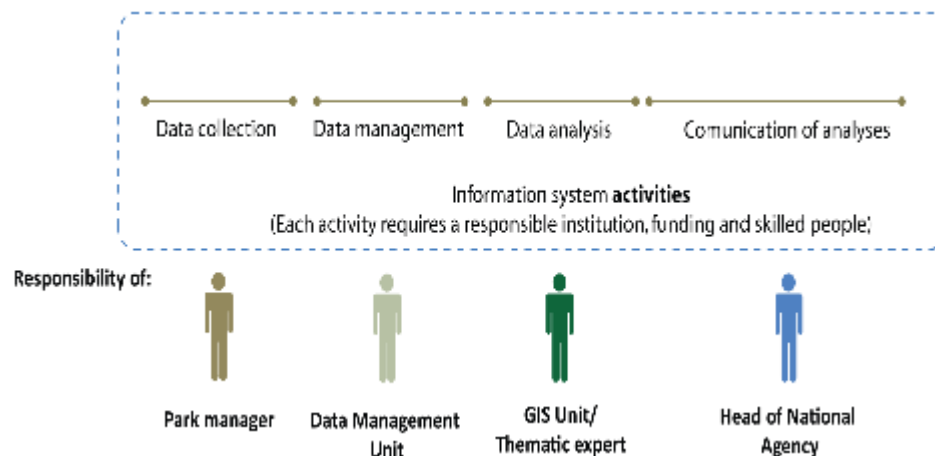 Data collection
Data management
Data analysis
Comunication of analyses
Information system activities
(Each activity requires a responsible institution, funding and skilled people)
Responsibility of:
Park manager
Data Management
Unit
GIS Unit/
Thematic expert
Head of National
Agency